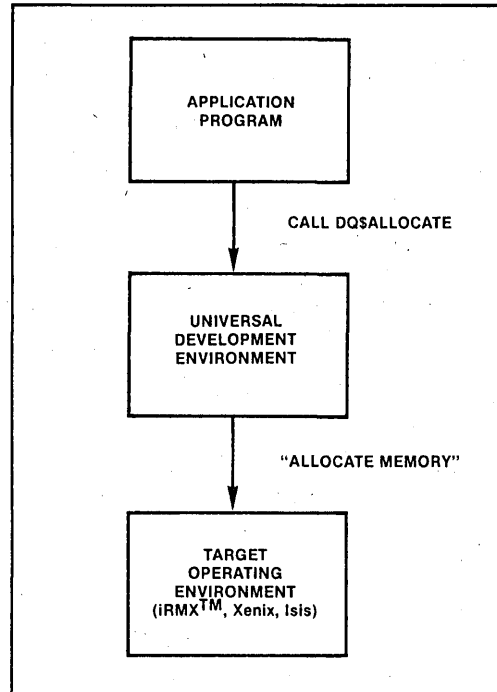 APPLICATION
PROGRAM
CALL DQ$ALLOCATE
UNIVERSAL
DEVELOPMENT
ENVIRONMENT
"ALLOCATE MEMORY"
TARGET
OPERATING
ENVIRONMENT
(iRMX™, Xenix, Isis)